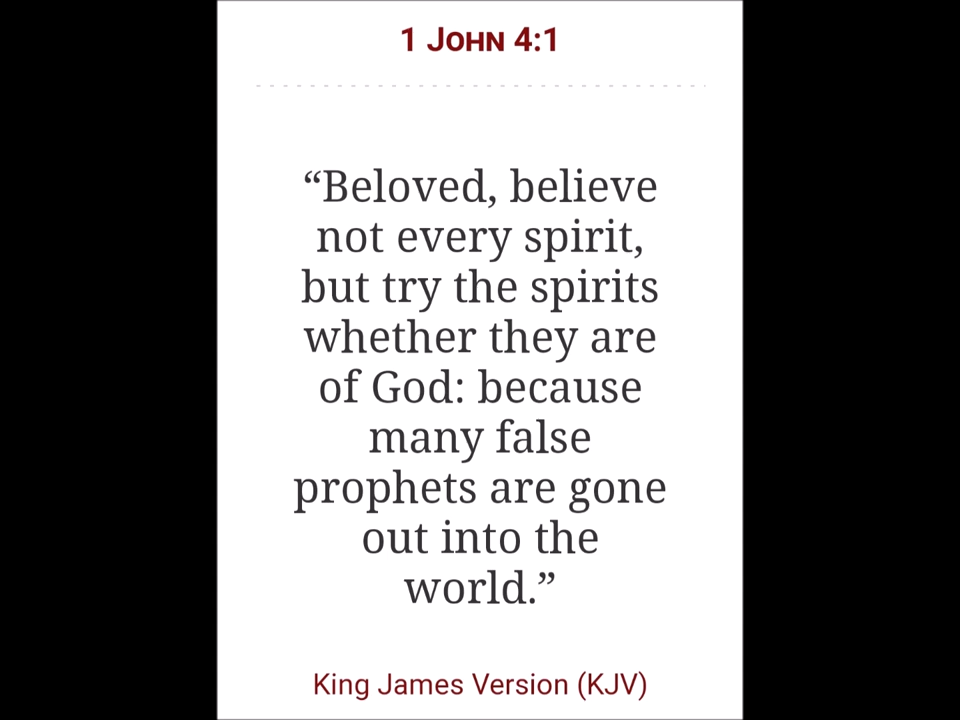 1 John 4:1
“Beloved, believe
not every spirit,
but try the spirits
whether they are
of God: because
many false
prophets are gone
out into the
world.”
King James Version (KJV)